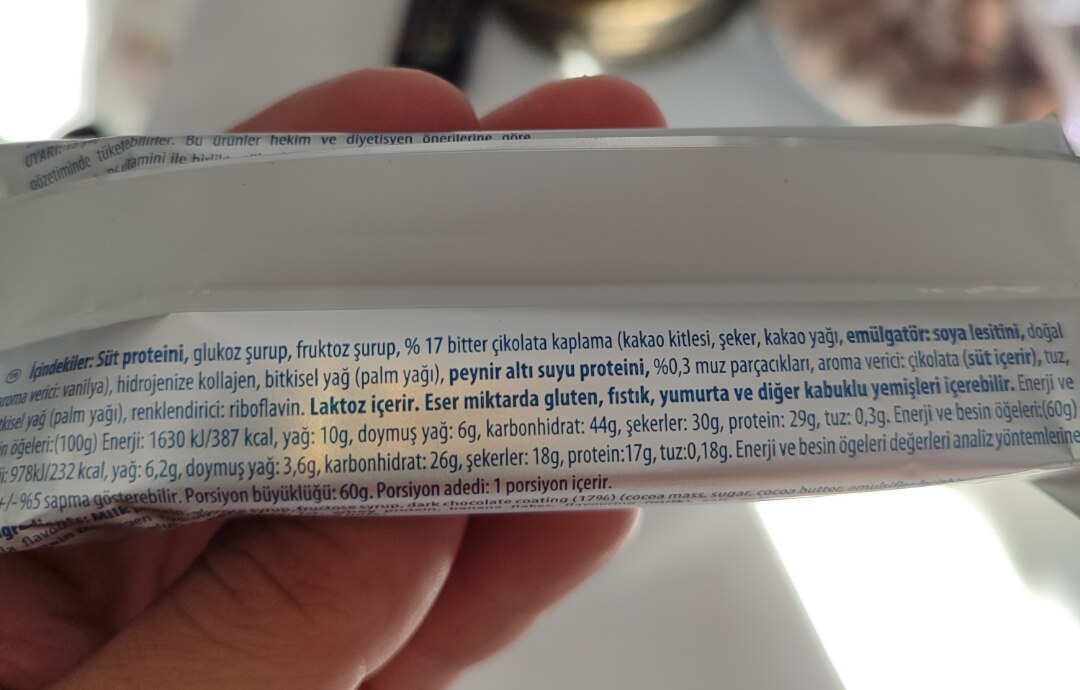 UYARI:
tüketebilirler. Bu ürünler hekim ve diyetisyen önerilerine göre
gözetiminde
ile
İçindekiler: Süt proteini, glukoz şurup, fruktoz şurup, % 17 bitter çikolata kaplama (kakao kitlesi, şeker, kakao yağı, emülgatör: soya lesitini, doğal
aroma verici: vanilya), hidrojenize kollajen, bitkisel yağ (palm yağı), peynir altı suyu proteini, %0,3 muz parçacıkları, aroma verici: çikolata (süt içerir), tuz,
yağ (palm yağı), renklendirici: riboflavin. Laktoz içerir. Eser miktarda gluten, fıstık, yumurta ve diğer kabuklu yemişleri içerebilir. Enerji ve
öğeleri:(100g) Enerji: 1630 kJ/387 kcal, yağ: 10g, doymuş yağ: 6g, karbonhidrat: 44g, şekerler: 30g, protein: 29g, tuz: 0,3g. Enerji ve besin öğeleri:(60g)
978kJ/232 kcal, yağ: 6,2g, doymuş yağ: 3,6g, karbonhidrat: 26g, şekerler: 18g, protein:17g, tuz:0,18g. Enerji ve besin ögeleri değerleri analiz yöntemlerine
+/- %5 sapma gösterebilir. Porsiyon büyüklüğü: 60g. Porsiyon adedi: 1 porsiyon içerir.
syrup, fructose syrup, dark chocolate coating (17%) (cocoa mass, sugar, cocoa butter,